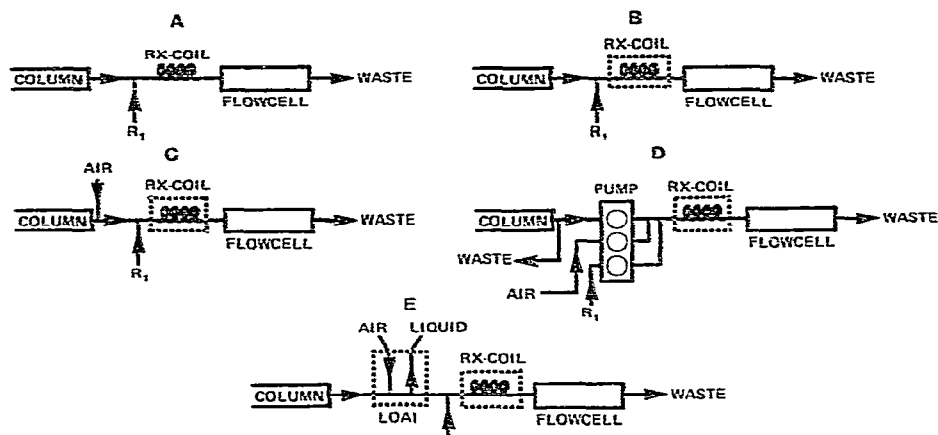 A
RX-COIL
COLUMN
WASTE
FLOWCELL
R₁
B
RX-COIL
COLUMN
WASTE
FLOWCELL
R₁
C
AIR
RX-COIL
COLUMN
WASTE
FLOWCELL
R₁
D
PUMP
RX-COIL
COLUMN
WASTE
FLOWCELL
WASTE
AIR
R₁
E
AIR LIQUID
RX-COIL
COLUMN
WASTE
LOAI
FLOWCELL